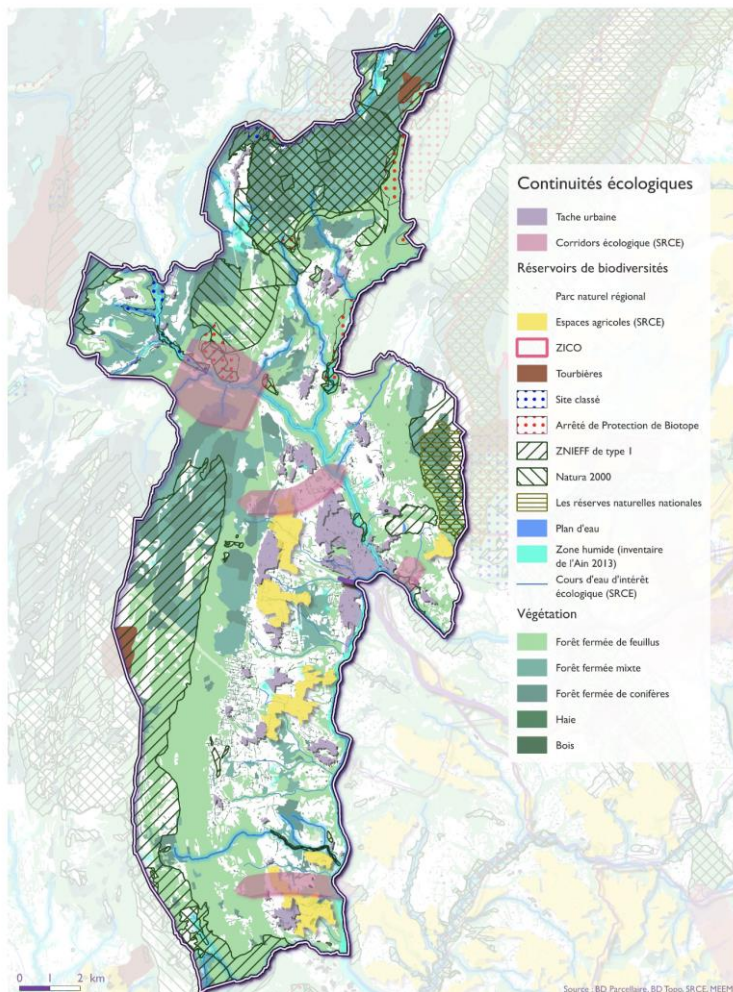 Continuités écologiques
Tache urbaine
Corridors écologique (SRCE)
Réservoirs de biodiversités
Parc naturel régional
Espaces agricoles (SRCE)
ZICO
Tourbières
Site classé
Arrêté de Protection de Biotope
ZNIEFF de type 1
Natura 2000
Les réserves naturelles nationales
Plan d'eau
Zone humide (inventaire
de l'Ain 2013)
Cours d'eau d'intérêt
écologique (SRCE)
Végétation
Forêt fermée de feuillus
Forêt fermée mixte
Forêt fermée de conifères
Haie
Bois
0 1 2 km
Source : BD Parcellaire, BD Topo, SRCE, MEEM